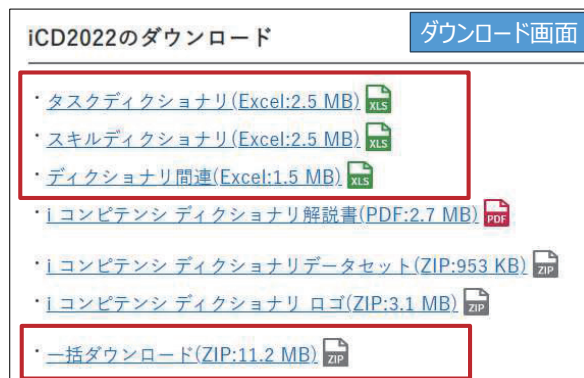 iCD2022のダウンロード
ダウンロード画面
・タスクディクショナリ(Excel:2.5 MB) XLS
・スキルディクショナリ(Excel:2.5 MB) XLS
・ディクショナリ間連(Excel:1.5 MB) XLS
・i コンピテンシ ディクショナリ解説書(PDF:2.7 MB) PDF
・i コンピテンシ ディクショナリデータセット(ZIP:953 KB) ZIP
・i コンピテンシ ディクショナリ ロゴ(ZIP:3.1 MB) ZIP
・一括ダウンロード(ZIP:11.2 MB) ZIP